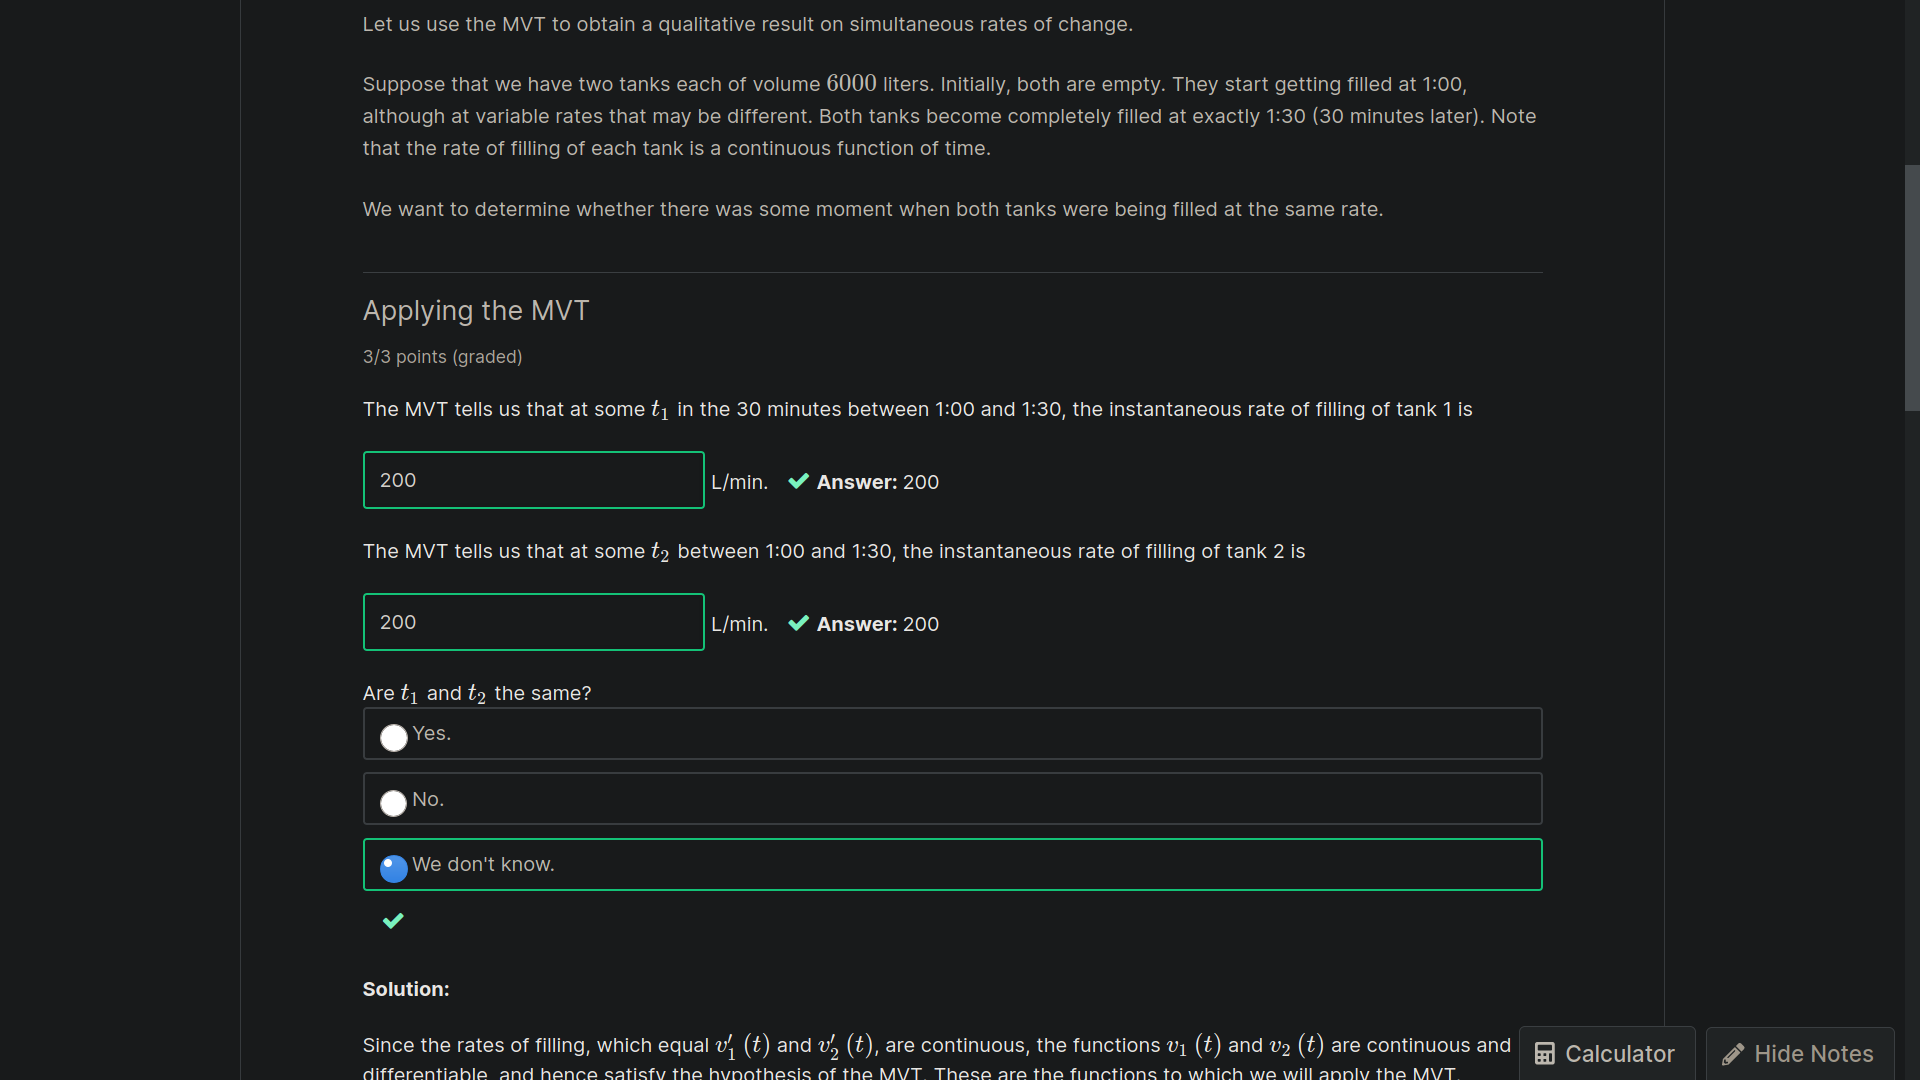 Let us use the MVT to obtain a qualitative result on simultaneous rates of change.
Suppose that we have two tanks each of volume 6000 liters. Initially, both are empty. They start getting filled at 1:00,
although at variable rates that may be different. Both tanks become completely filled at exactly 1:30 (30 minutes later). Note
that the rate of filling of each tank is a continuous function of time.
We want to determine whether there was some moment when both tanks were being filled at the same rate.
Applying the MVT
3/3 points (graded)
The MVT tells us that at some t₁ in the 30 minutes between 1:00 and 1:30, the instantaneous rate of filling of tank 1 is
200 L/min. ✔ Answer: 200
The MVT tells us that at some t₂ between 1:00 and 1:30, the instantaneous rate of filling of tank 2 is
200 L/min. ✔ Answer: 200
Are t₁ and t₂ the same?
Yes.
No.
We don't know.
✔
Solution:
Since the rates of filling, which equal v₁′ (t) and v₂′ (t), are continuous, the functions v₁ (t) and v₂ (t) are continuous and
differentiable, and hence satisfy the hypothesis of the MVT. These are the functions to which we will apply the MVT.
Calculator
Hide Notes